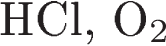 HCl, O₂